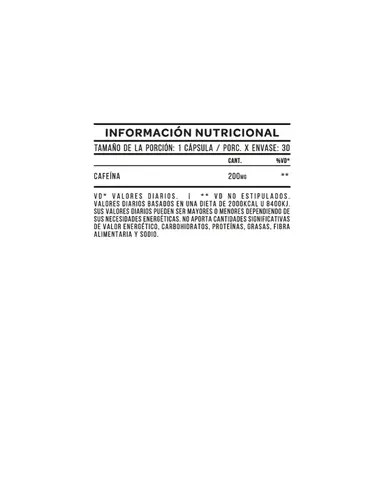 INFORMACIÓN NUTRICIONAL
TAMAÑO DE LA PORCIÓN: 1 CÁPSULA / PORC. X ENVASE: 30
CANT. %VD*
CAFEÍNA 200MG **
VD* VALORES DIARIOS. | ** VD NO ESTIPULADOS.
VALORES DIARIOS BASADOS EN UNA DIETA DE 2000KCAL U 8400KJ.
SUS VALORES DIARIOS PUEDEN SER MAYORES O MENORES DEPENDIENDO DE
SUS NECESIDADES ENERGÉTICAS. NO APORTA CANTIDADES SIGNIFICATIVAS
DE VALOR ENERGÉTICO, CARBOHIDRATOS, PROTEÍNAS, GRASAS, FIBRA
ALIMENTARIA Y SODIO.